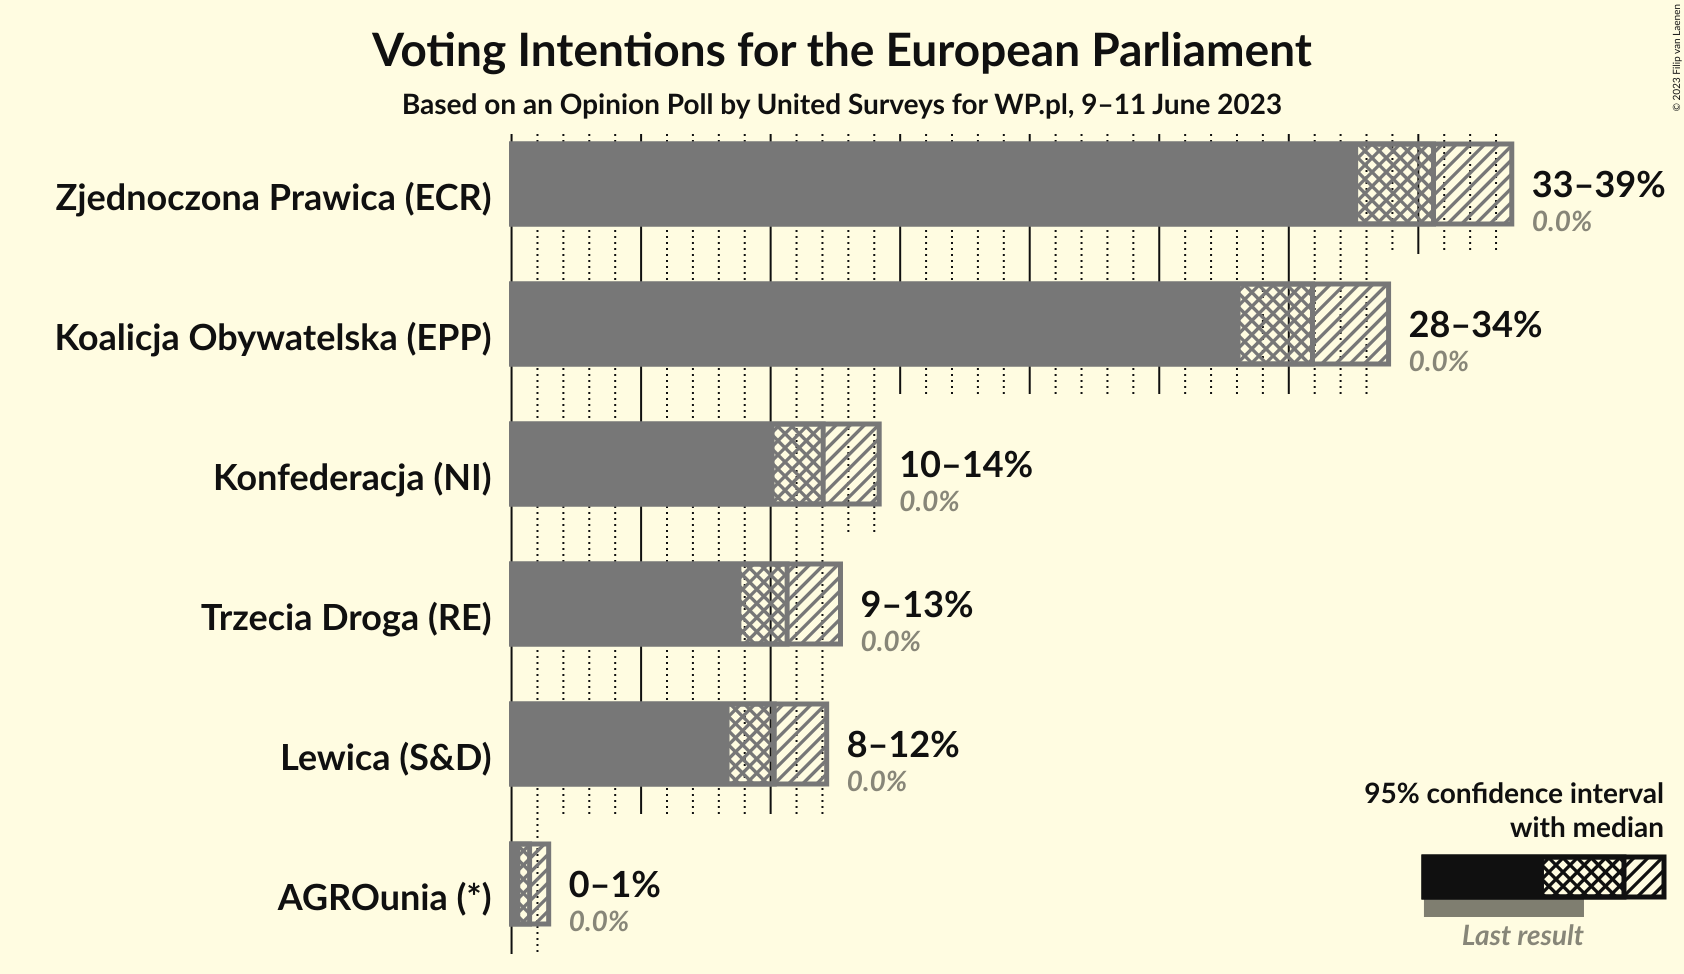 Voting Intentions for the European Parliament
Based on an Opinion Poll by United Surveys for WP.pl, 9–11 June 2023
© 2023 Filip van Laenen
Zjednoczona Prawica (ECR)
33–39%
0.0%
Koalicja Obywatelska (EPP)
28–34%
0.0%
Konfederacja (NI)
10–14%
0.0%
Trzecia Droga (RE)
9–13%
0.0%
Lewica (S&D)
8–12%
0.0%
AGROunia (*)
0–1%
0.0%
95% confidence interval
with median
Last result